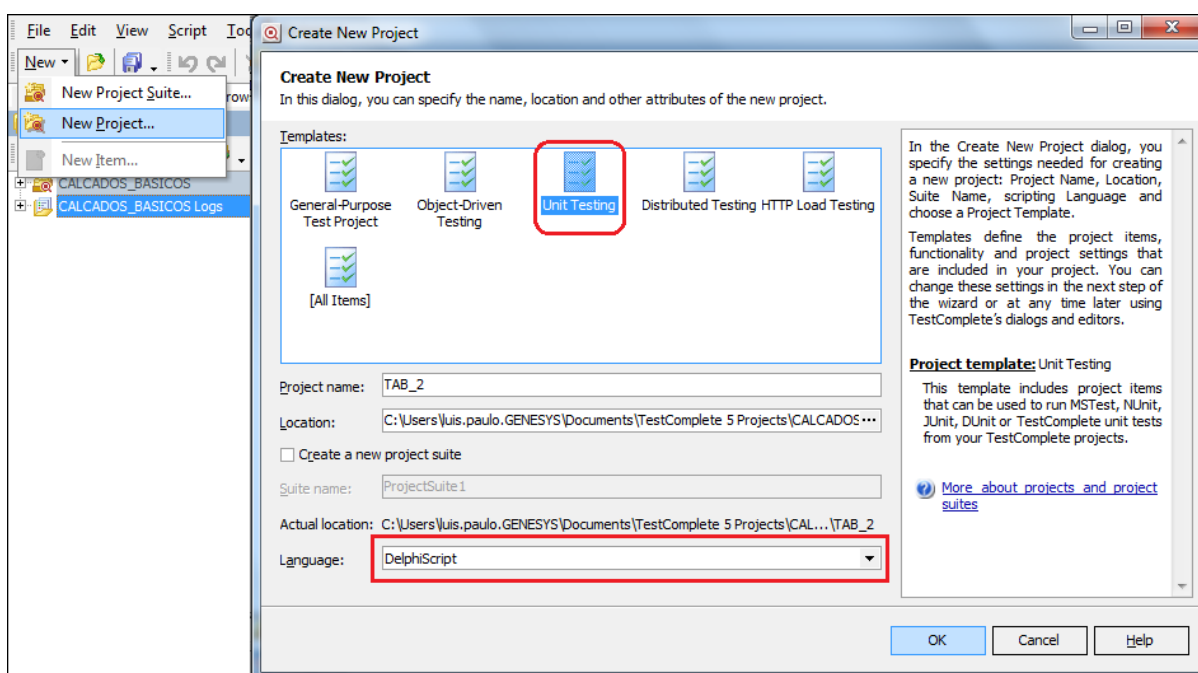 File Edit View Script
New
New Project Suite...
New Project...
New Item...
CALCADOS_BASICOS
CALCADOS_BASICOS Logs
Create New Project
Create New Project
In this dialog, you can specify the name, location and other attributes of the new project.
Templates:
General-Purpose
Test Project
Object-Driven
Testing
Unit Testing
Distributed Testing
HTTP Load Testing
[All Items]
Project name: TAB_2
Location: C:\Users\luis.paulo.GENESYS\Documents\TestComplete 5 Projects\CALCADOS ...
Create a new project suite
Suite name: ProjectSuite1
Actual location: C:\Users\luis.paulo.GENESYS\Documents\TestComplete 5 Projects\CAL...\TAB_2
Language: DelphiScript
In the Create New Project dialog, you
specify the settings needed for creating
a new project: Project Name, Location,
Suite Name, scripting Language and
choose a Project Template.
Templates define the project items,
functionality and project settings that
are included in your project. You can
change these settings in the next step of
the wizard or at any time later using
TestComplete's dialogs and editors.
Project template: Unit Testing
This template includes project items
that can be used to run MSTest, NUnit,
JUnit, DUnit or TestComplete unit tests
from your TestComplete projects.
More about projects and project
suites
OK Cancel Help